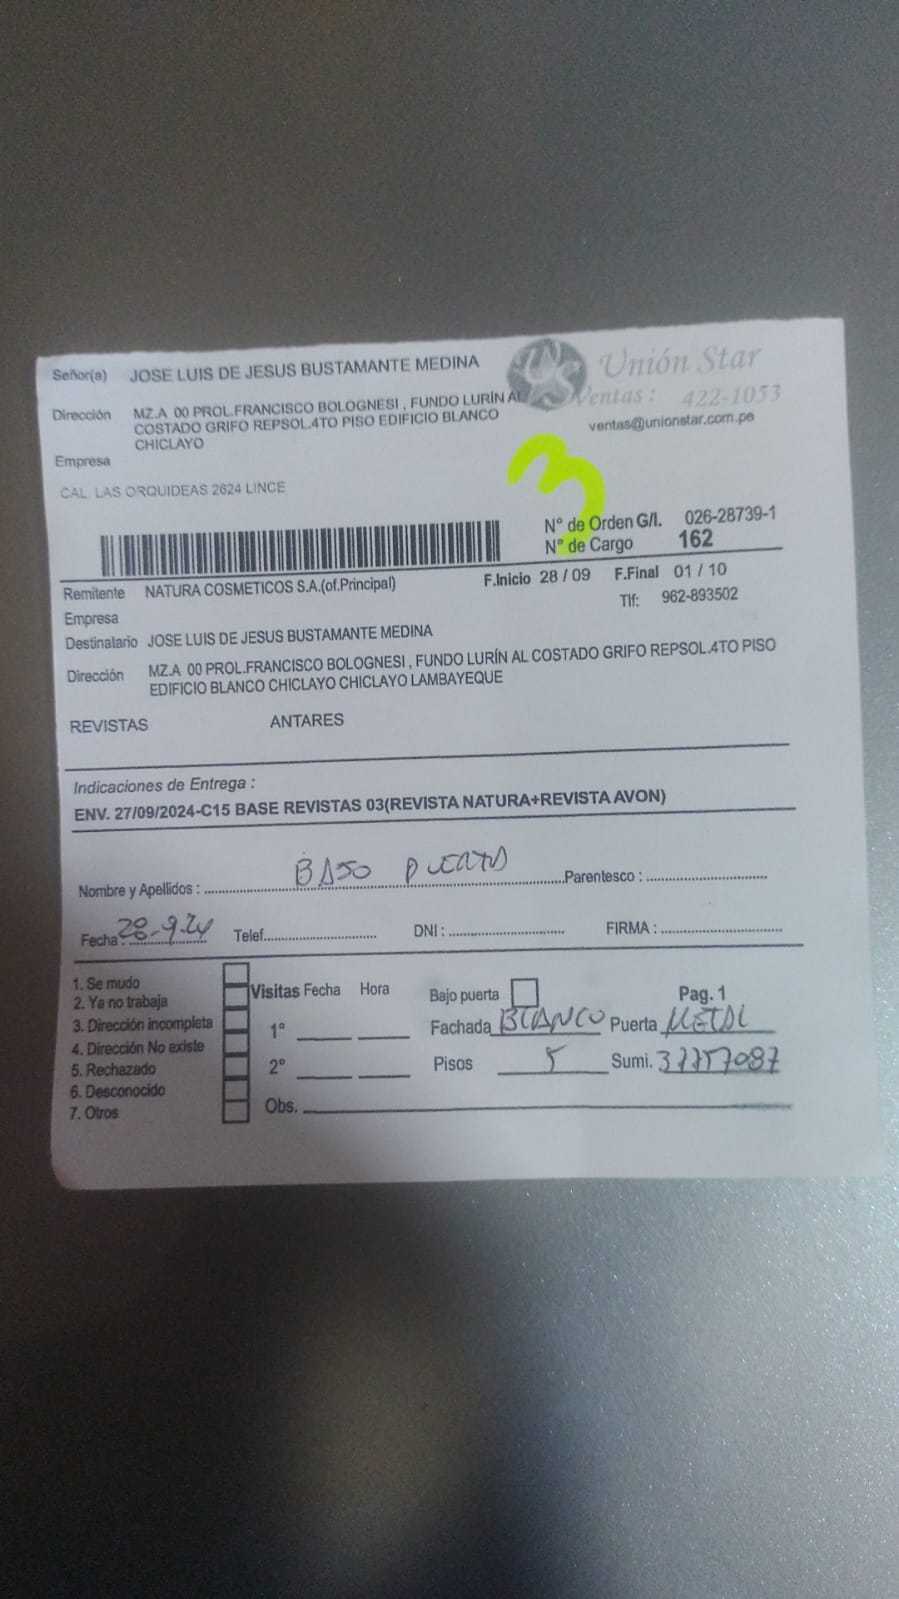 Señor(a) JOSE LUIS DE JESUS BUSTAMANTE MEDINA
US Unión Star
Ventas: 422-1053
ventas@unionstar.com.pe
Dirección MZ.A 00 PROL.FRANCISCO BOLOGNESI , FUNDO LURÍN AL
COSTADO GRIFO REPSOL.4TO PISO EDIFICIO BLANCO
CHICLAYO
Empresa
CAL. LAS ORQUIDEAS 2624 LINCE
3
N° de Orden G/I. 026-28739-1
N° de Cargo 162
Remitente NATURA COSMETICOS S.A.(of.Principal) F.Inicio 28 / 09 F.Final 01 / 10
Empresa Tlf: 962-893502
Destinatario JOSE LUIS DE JESUS BUSTAMANTE MEDINA
Dirección MZ.A 00 PROL.FRANCISCO BOLOGNESI , FUNDO LURÍN AL COSTADO GRIFO REPSOL.4TO PISO
EDIFICIO BLANCO CHICLAYO CHICLAYO LAMBAYEQUE
REVISTAS ANTARES
Indicaciones de Entrega :
ENV. 27/09/2024-C15 BASE REVISTAS 03(REVISTA NATURA+REVISTA AVON)
Nombre y Apellidos : BAJO PUERTA Parentesco :
Fecha : 28-9-24 Telef. DNI : FIRMA :
1. Se mudo
2. Ya no trabaja
3. Dirección incompleta
4. Dirección No existe
5. Rechazado
6. Desconocido
7. Otros
Visitas Fecha Hora
1°
2°
Obs.
Bajo puerta Pag. 1
Fachada BLANCO Puerta METAL
Pisos 5 Sumi. 37757087